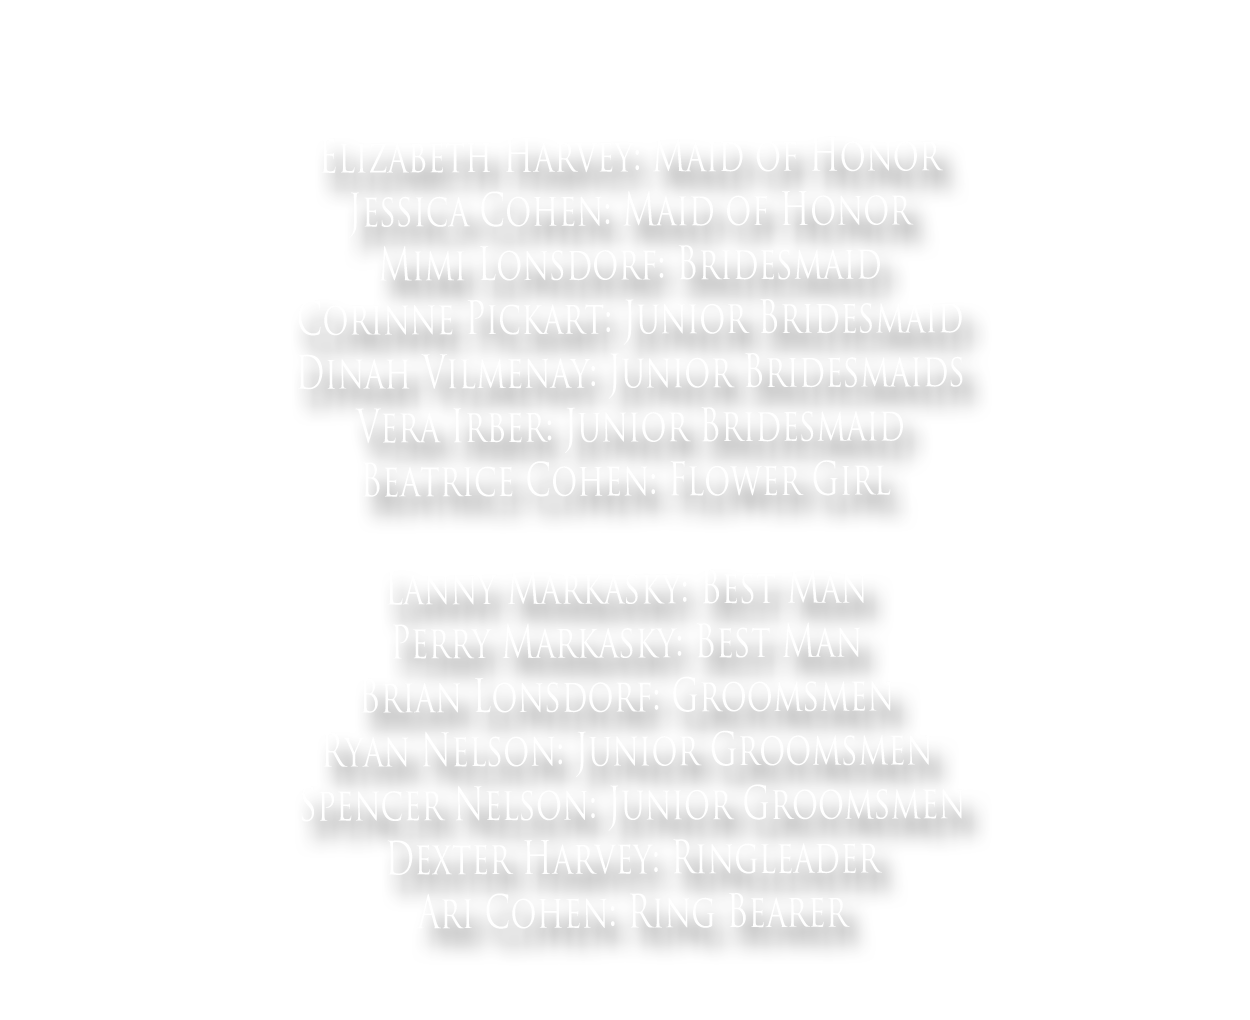 Elizabeth Harvey: Maid of Honor
Jessica Cohen: Maid of Honor
Mimi Lonsdorf: Bridesmaid
Corinne Pickart: Junior Bridesmaid
Dinah Vilmenay: Junior Bridesmaids
Vera Irber: Junior Bridesmaid
Beatrice Cohen: Flower Girl
Lanny Markasky: Best Man
Perry Markasky: Best Man
Brian Lonsdorf: Groomsmen
Ryan Nelson: Junior Groomsmen
Spencer Nelson: Junior Groomsmen
Dexter Harvey: Ringleader
Ari Cohen: Ring Bearer